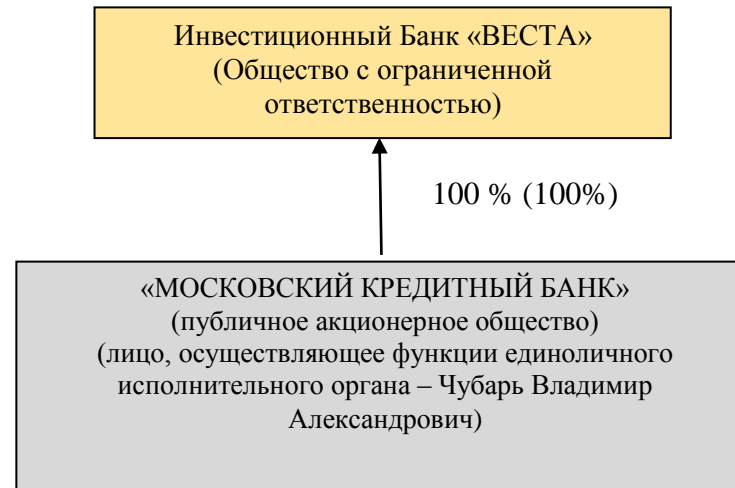 Инвестиционный Банк «ВЕСТА»
(Общество с ограниченной
ответственностью)
100 % (100%)
«МОСКОВСКИЙ КРЕДИТНЫЙ БАНК»
(публичное акционерное общество)
(лицо, осуществляющее функции единоличного
исполнительного органа – Чубарь Владимир
Александрович)